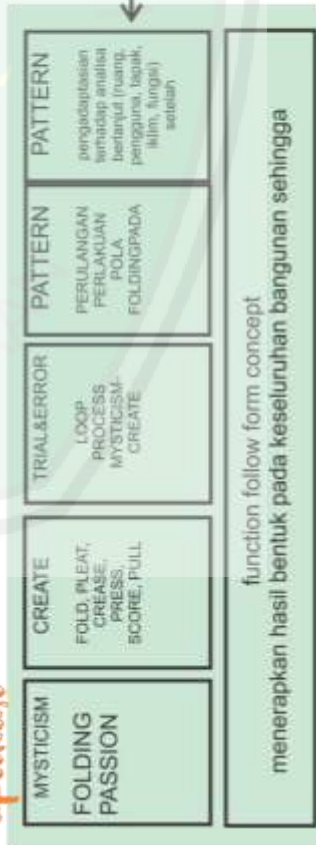 MYSTICISM
FOLDING
PASSION
CREATE
FOLD, PLEAT,
CREASE,
PRESS,
SCORE, PULL
TRIAL&ERROR
LOOP
PROCESS
MYSTICISM-
CREATE
PATTERN
PERULANGAN
PERLAKUAN
POLA
FOLDINGPADA
PATTERN
pengadaptasian
terhadap analisa
berlanjut (ruang,
pengguna, tapak,
iklim, fungsi)
setelah
function follow form concept
menerapkan hasil bentuk pada keseluruhan bangunan sehingga